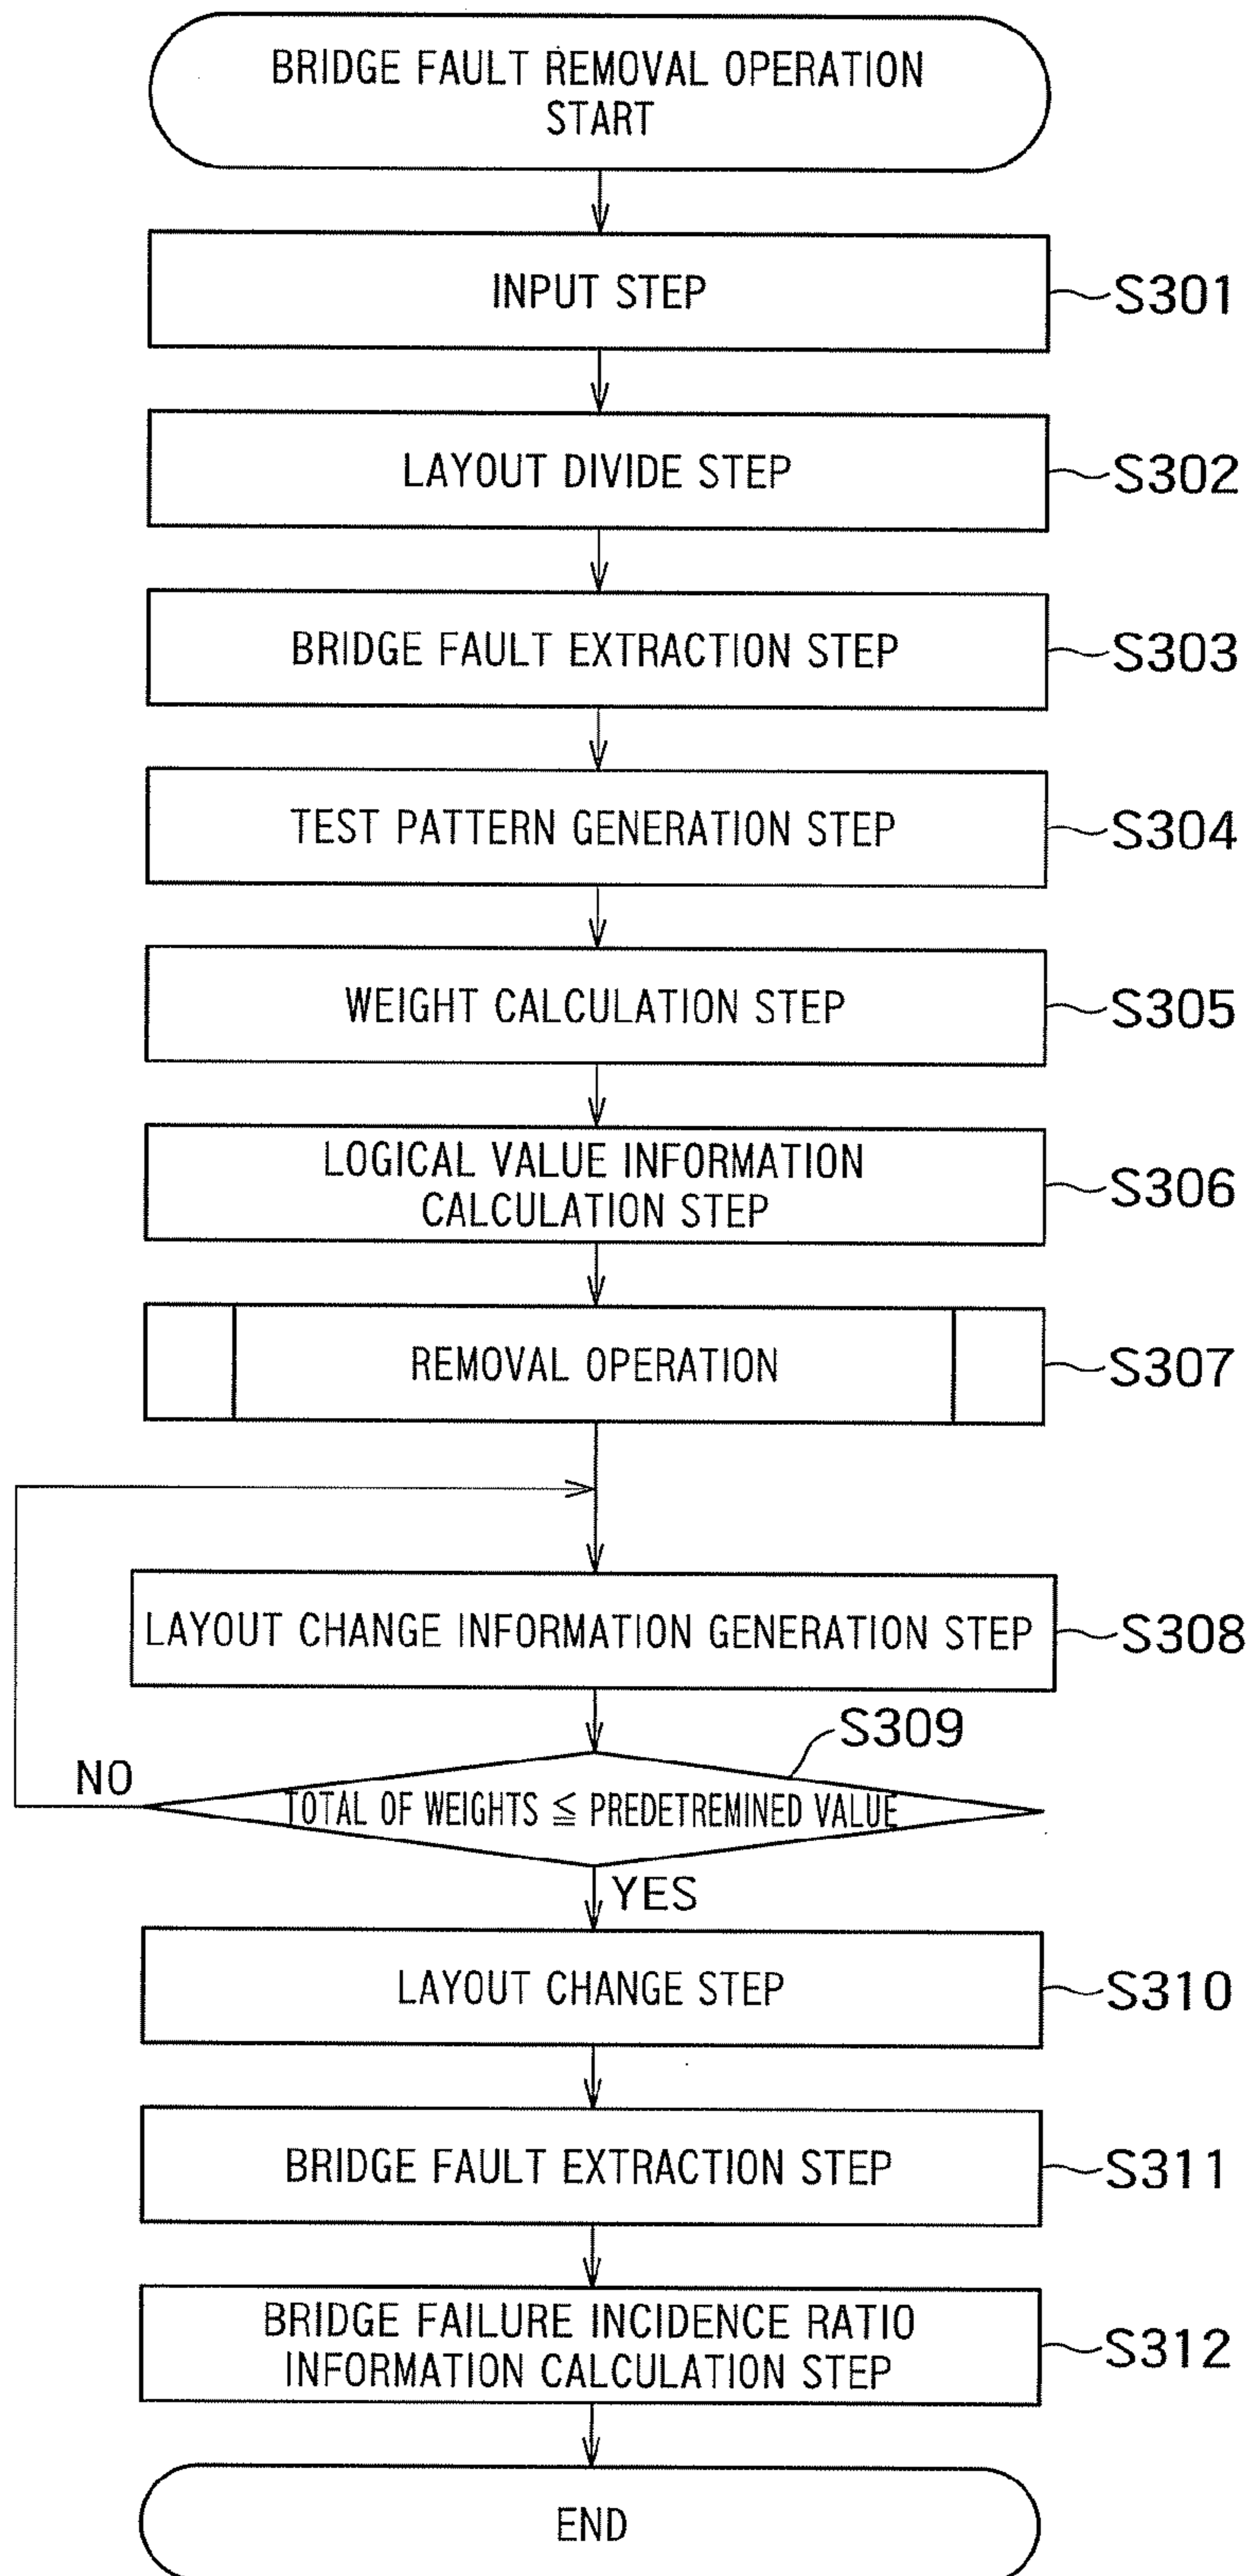 BRIDGE FAULT REMOVAL OPERATION
START
INPUT STEP
S301
LAYOUT DIVIDE STEP
S302
BRIDGE FAULT EXTRACTION STEP
S303
TEST PATTERN GENERATION STEP
S304
WEIGHT CALCULATION STEP
S305
LOGICAL VALUE INFORMATION
CALCULATION STEP
S306
REMOVAL OPERATION
S307
LAYOUT CHANGE INFORMATION GENERATION STEP
S308
S309
NO
TOTAL OF WEIGHTS ≦ PREDETREMINED VALUE
YES
LAYOUT CHANGE STEP
S310
BRIDGE FAULT EXTRACTION STEP
S311
BRIDGE FAILURE INCIDENCE RATIO
INFORMATION CALCULATION STEP
S312
END